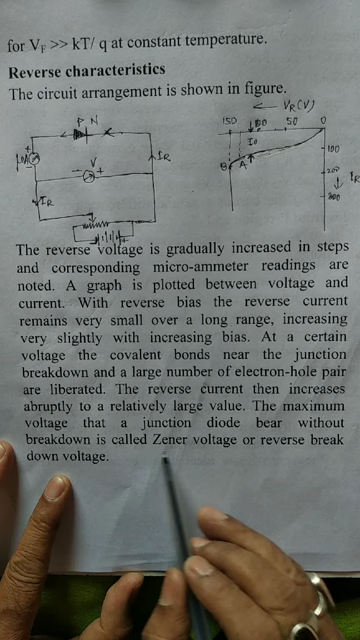 for V_F >> kT/ q at constant temperature.
Reverse characteristics
The circuit arrangement is shown in figure.
V_R(V)
150 100 50 0
P N
I_0
100
200
300
I_R
B A
V
- +
I_R
I_R
The reverse voltage is gradually increased in steps
and corresponding micro-ammeter readings are
noted. A graph is plotted between voltage and
current. With reverse bias the reverse current
remains very small over a long range, increasing
very slightly with increasing bias. At a certain
voltage the covalent bonds near the junction
breakdown and a large number of electron-hole pair
are liberated. The reverse current then increases
abruptly to a relatively large value. The maximum
voltage that a junction diode bear without
breakdown is called Zener voltage or reverse break
down voltage.